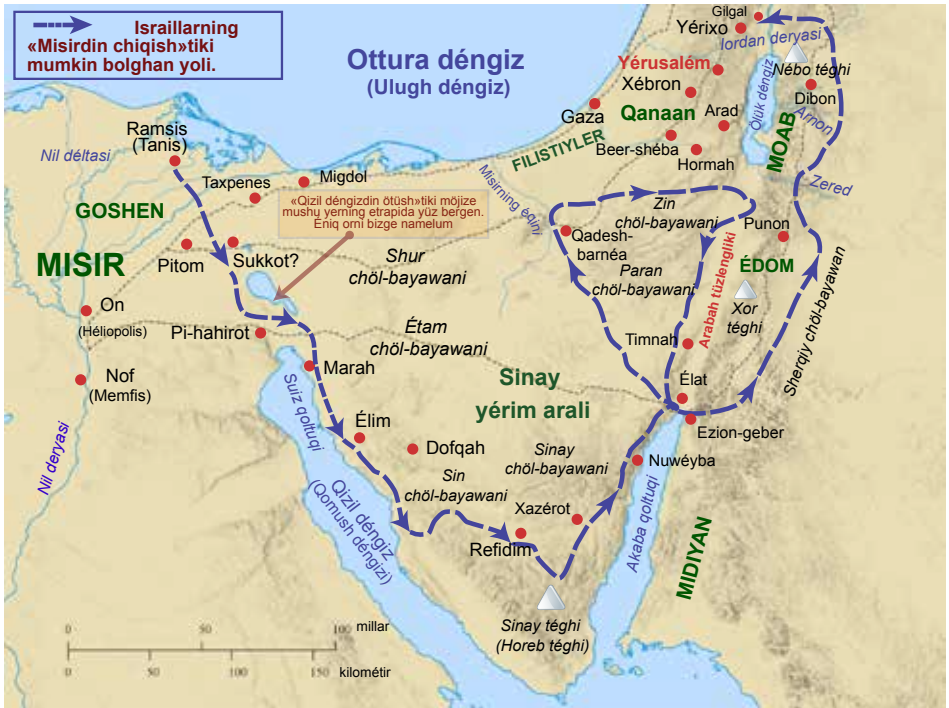 Israillarning
«Misirdin chiqish»tiki
mumkin bolghan yoli.
Ottura déngiz
(Ulugh déngiz)
Gilgal
Yérixo
Iordan deryasi
Yérusalém
Nébo téghi
Xébron
Ölük déngiz
Dibon
Gaza
Qanaan
Arad
Arnon
MOAB
FILISTIYLER
Beer-shéba
Hormah
Ramsis
(Tanis)
Nil déltasi
Taxpenes
Migdol
Misirning éqini
Zered
GOSHEN
«Qizil déngizdin ötüsh»tiki möjize
mushu yerning etrapida yüz bergen.
Éniq orni bizge namelum
Zin
chöl-bayawani
Punon
Qadesh-
barnéa
MISIR
Pitom
Sukkot?
Shur
chöl-bayawani
Paran
chöl-bayawani
ÉDOM
Arabah tüzlengliki
Xor
téghi
Sherqiy chöl-bayawan
On
(Héliopolis)
Pi-hahirot
Étam
chöl-bayawani
Timnah
Marah
Nof
(Memfis)
Suiz qoltuqi
Sinay
yérim arali
Élat
Ezion-geber
Élim
Dofqah
Sinay
chöl-bayawani
Nuwéyba
Nil deryasi
Sin
chöl-bayawani
Qizil déngiz
(Qomush déngizi)
Xazérot
Refidim
Akaba qoltuqi
MIDIYAN
Sinay téghi
(Horeb téghi)
0 50 100 millar
0 50 100 150 kilométir